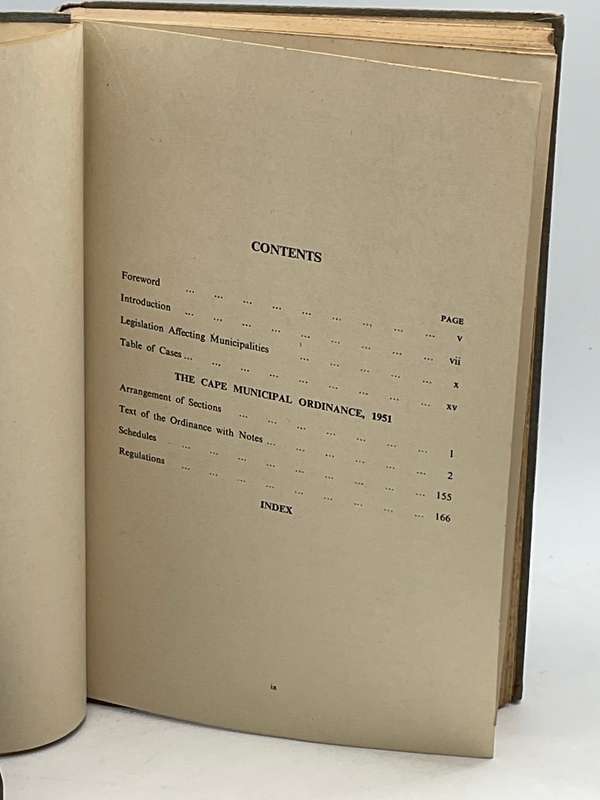 CONTENTS
PAGE
Foreword ... ... ... ... ... ... ... ... ... v
Introduction ... ... ... ... ... ... ... ... ... vii
Legislation Affecting Municipalities ... ... ... ... ... x
Table of Cases ... ... ... ... ... ... ... ... ... xv
THE CAPE MUNICIPAL ORDINANCE, 1951
Arrangement of Sections ... ... ... ... ... ... ... 1
Text of the Ordinance with Notes ... ... ... ... ... ... 2
Schedules ... ... ... ... ... ... ... ... ... 155
Regulations ... ... ... ... ... ... ... ... ... 166
INDEX
ix